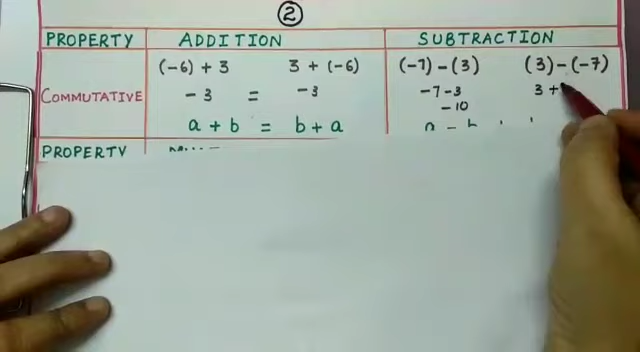 2
PROPERTY ADDITION SUBTRACTION
(-6) + 3 3 + (-6) (-7) - (3) (3) - (-7)
COMMUTATIVE -3 = -3 -7 - 3 3 +
-10
a + b = b + a
PROPERTY